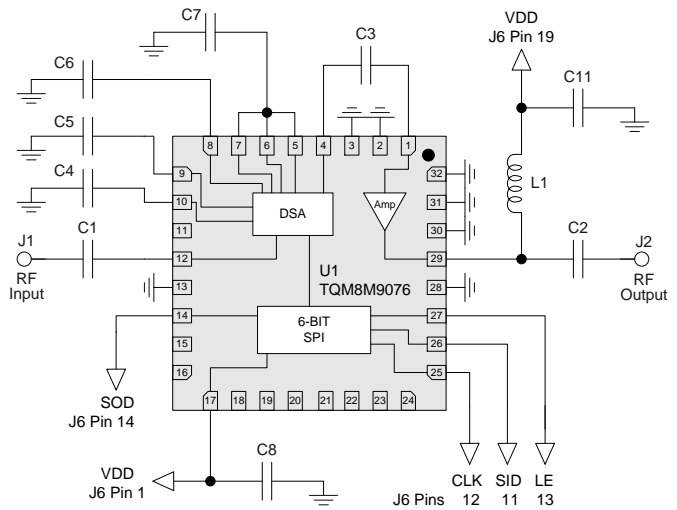 C7
VDD
J6 Pin 19
C3
C6
C11
C5
8
7
6
5
4
3
2
1
9
32
C4
10
DSA
Amp
31
L1
C1
11
30
C2
J1
12
29
J2
RF
Input
U1
TQM8M9076
RF
Output
13
28
14
6-BIT
SPI
27
15
26
16
25
SOD
J6 Pin 14
17
18
19
20
21
22
23
24
C8
VDD
J6 Pin 1
CLK SID LE
J6 Pins 12 11 13